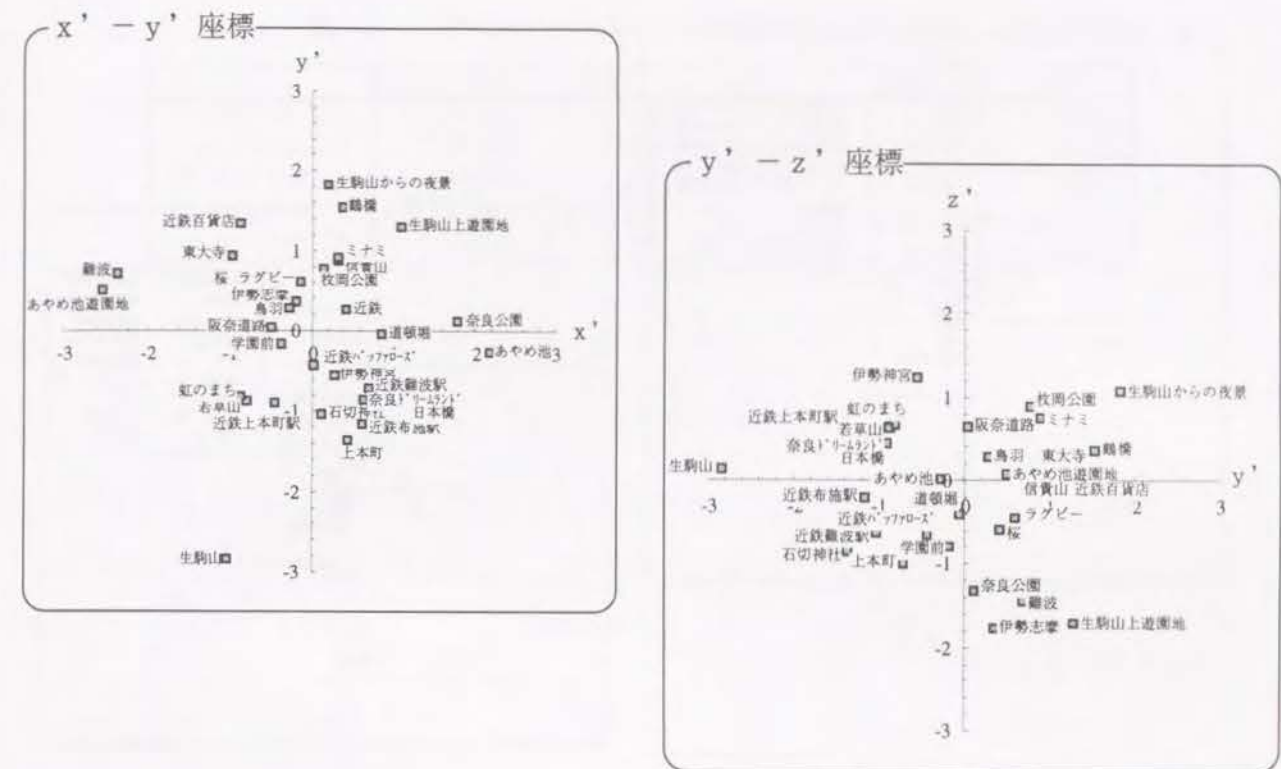 x’－y’座標
y’
3
2
生駒山からの夜景
鶴橋
近鉄百貨店
生駒山上遊園地
東大寺
1
ミナミ
信貴山
難波
桜 ラグビー
枚岡公園
あやめ池遊園地
伊勢志摩
鳥羽
近鉄
阪奈道路
0
道頓堀
奈良公園
x’
-3
-2
学園前
0
2
あやめ池
3
近鉄バッファローズ
伊勢神宮
虹のまち
近鉄難波駅
若草山
奈良ドリームランド
近鉄上本町駅
-1
石切神社
日本橋
近鉄布施駅
上本町
-2
生駒山
-3
y’－z’座標
z’
3
2
伊勢神宮
1
枚岡公園
生駒山からの夜景
近鉄上本町駅
虹のまち
ミナミ
若草山
阪奈道路
奈良ドリームランド
日本橋
鳥羽
東大寺
鶴橋
生駒山
あやめ池
0
あやめ池遊園地
y’
-3
近鉄布施駅
-1
道頓堀
0
信貴山 近鉄百貨店
2
3
近鉄バッファローズ
ラグビー
近鉄難波駅
桜
石切神社
上本町
学園前
-1
奈良公園
難波
伊勢志摩
生駒山上遊園地
-2
-3